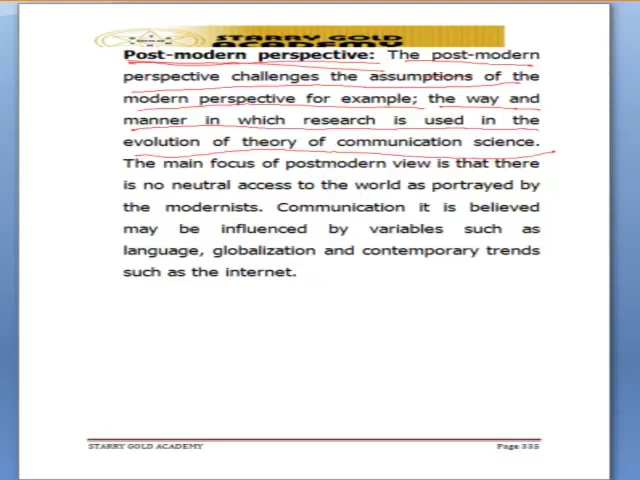 STARRY GOLD
ACADEMY
Post-modern perspective: The post-modern
perspective challenges the assumptions of the
modern perspective for example; the way and
manner in which research is used in the
evolution of theory of communication science.
The main focus of postmodern view is that there
is no neutral access to the world as portrayed by
the modernists. Communication it is believed
may be influenced by variables such as
language, globalization and contemporary trends
such as the internet.
STARRY GOLD ACADEMY Page 335